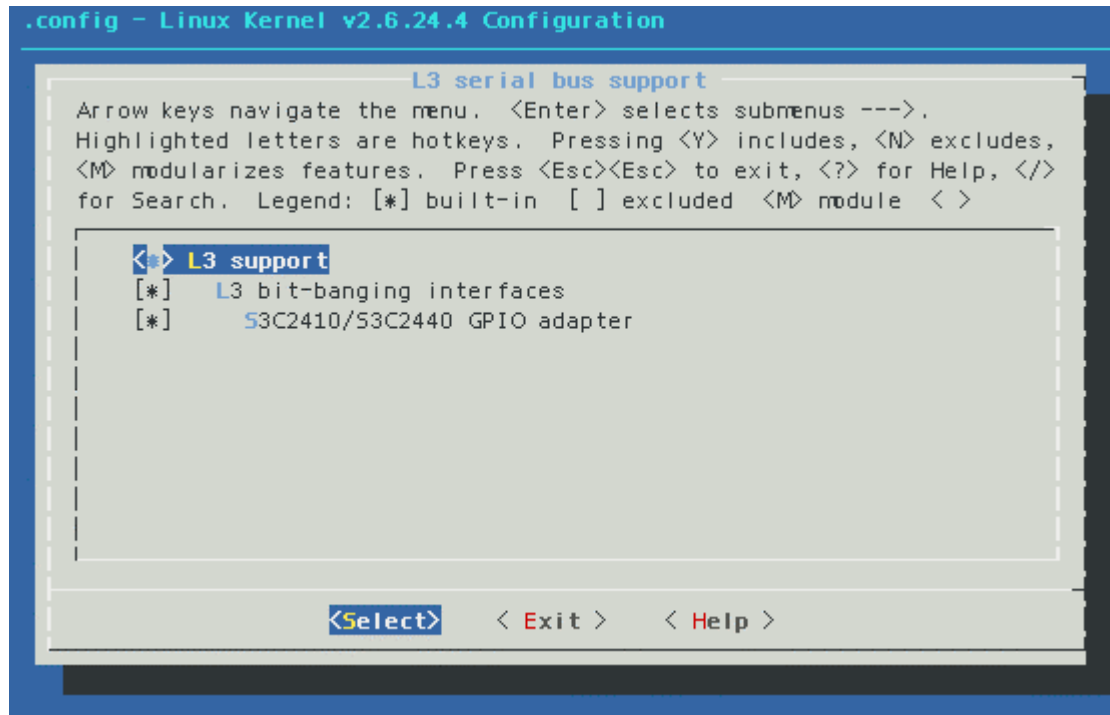 .config - Linux Kernel v2.6.24.4 Configuration
L3 serial bus support
Arrow keys navigate the menu.  <Enter> selects submenus --->.
Highlighted letters are hotkeys.  Pressing <Y> includes, <N> excludes,
<M> modularizes features.  Press <Esc><Esc> to exit, <?> for Help, </>
for Search.  Legend: [*] built-in  [ ] excluded  <M> module  < >
<*> L3 support
[*]   L3 bit-banging interfaces
[*]     S3C2410/S3C2440 GPIO adapter
<Select>    < Exit >    < Help >